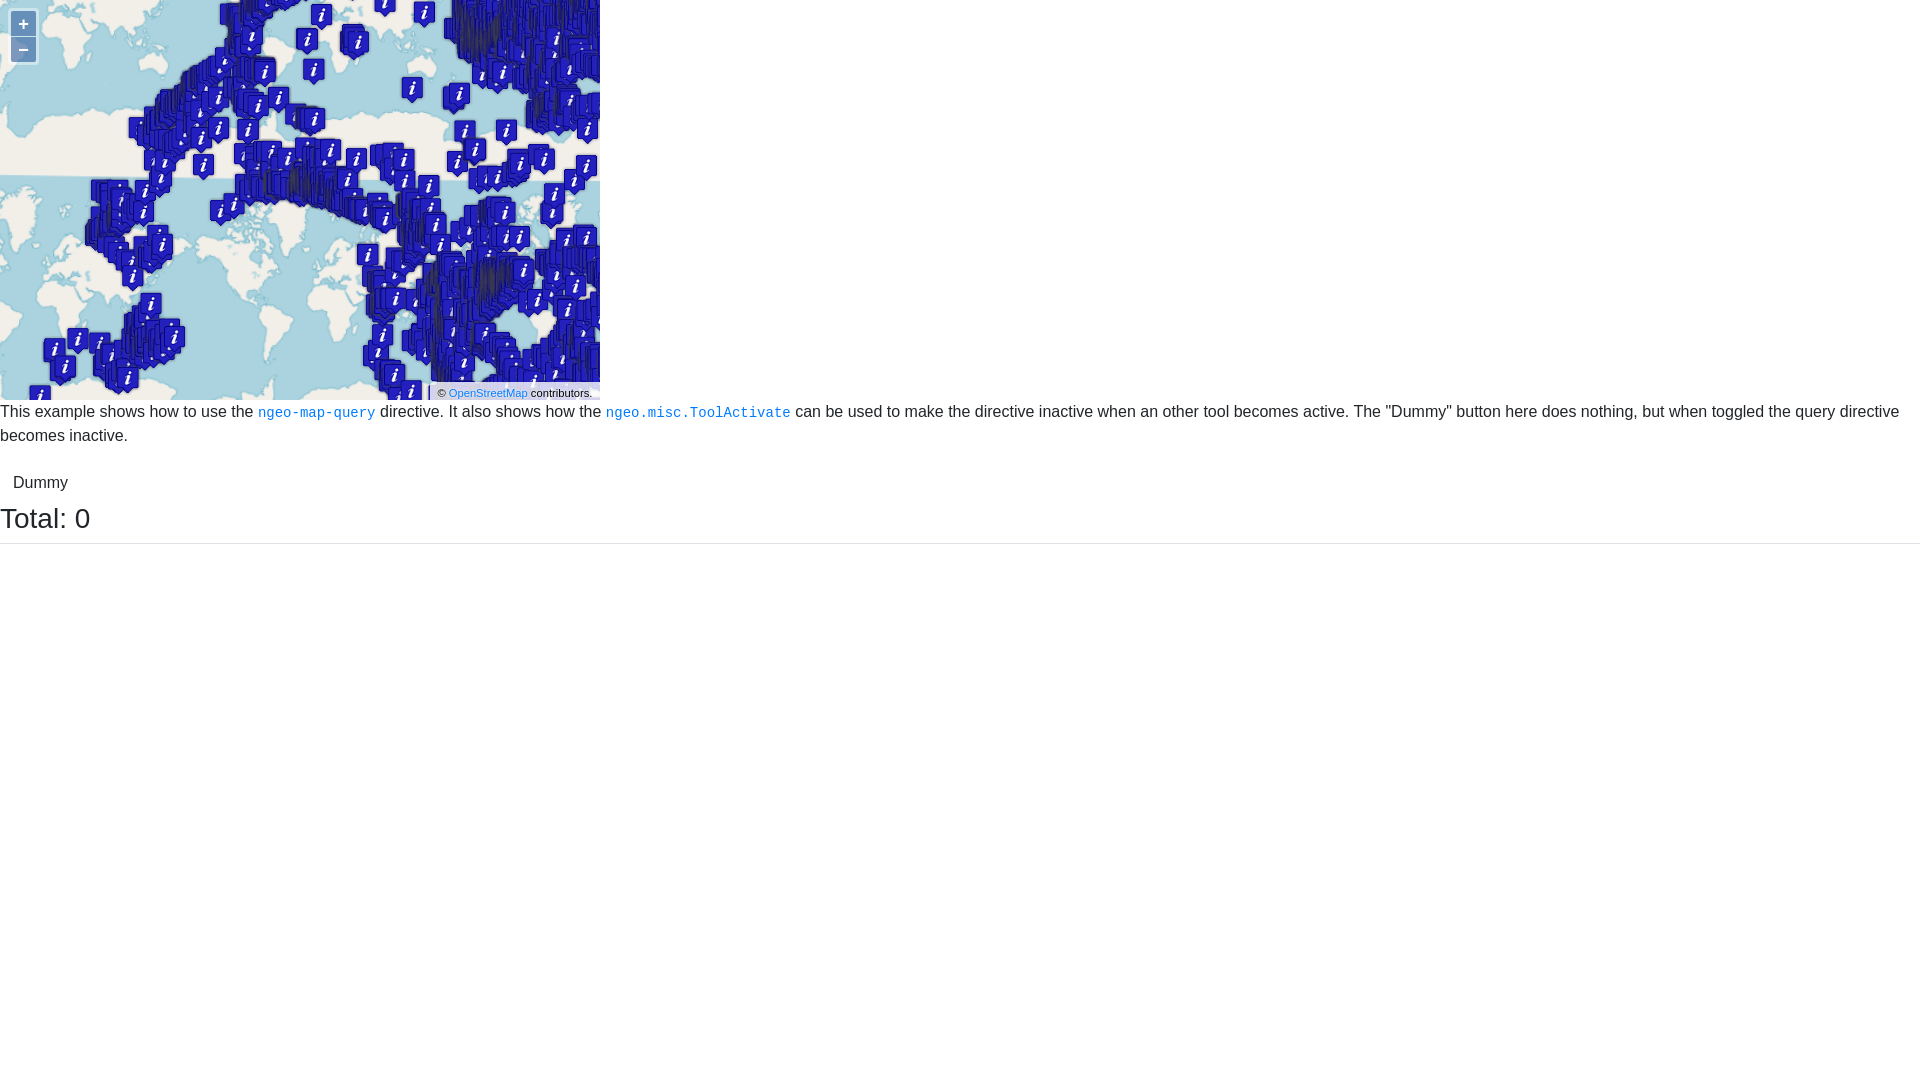 +
−
© OpenStreetMap contributors.
This example shows how to use the ngeo-map-query directive. It also shows how the ngeo.misc.ToolActivate can be used to make the directive inactive when an other tool becomes active. The "Dummy" button here does nothing, but when toggled the query directive
becomes inactive.
Dummy
Total: 0